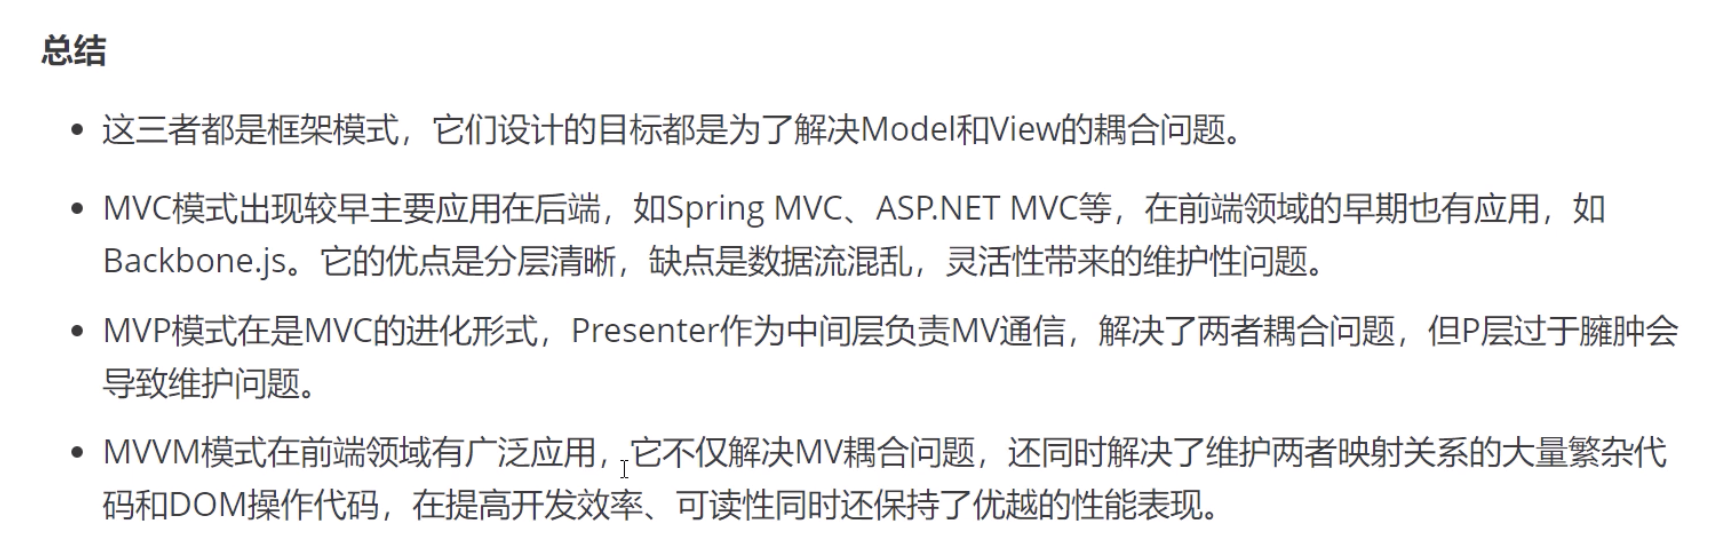 总结
这三者都是框架模式，它们设计的目标都是为了解决Model和View的耦合问题。
MVC模式出现较早主要应用在后端，如Spring MVC、ASP.NET MVC等，在前端领域的早期也有应用，如
Backbone.js。它的优点是分层清晰，缺点是数据流混乱，灵活性带来的维护性问题。
MVP模式在是MVC的进化形式，Presenter作为中间层负责MV通信，解决了两者耦合问题，但P层过于臃肿会
导致维护问题。
MVVM模式在前端领域有广泛应用，它不仅解决MV耦合问题，还同时解决了维护两者映射关系的大量繁杂代
码和DOM操作代码，在提高开发效率、可读性同时还保持了优越的性能表现。